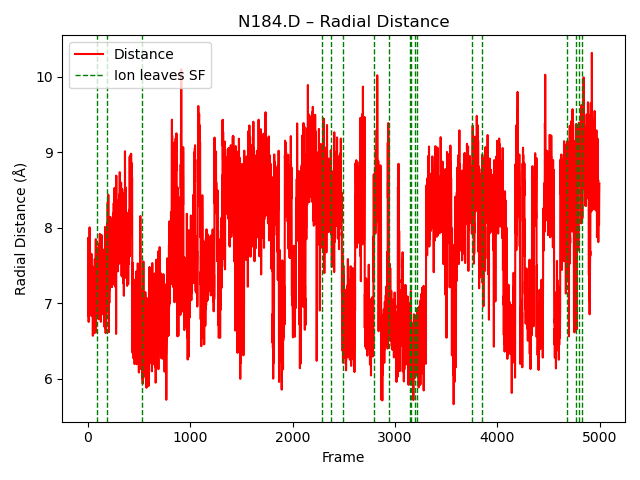 N184.D – Radial Distance
Distance
Ion leaves SF
Radial Distance (Å)
10
9
8
7
6
0
1000
2000
3000
4000
5000
Frame